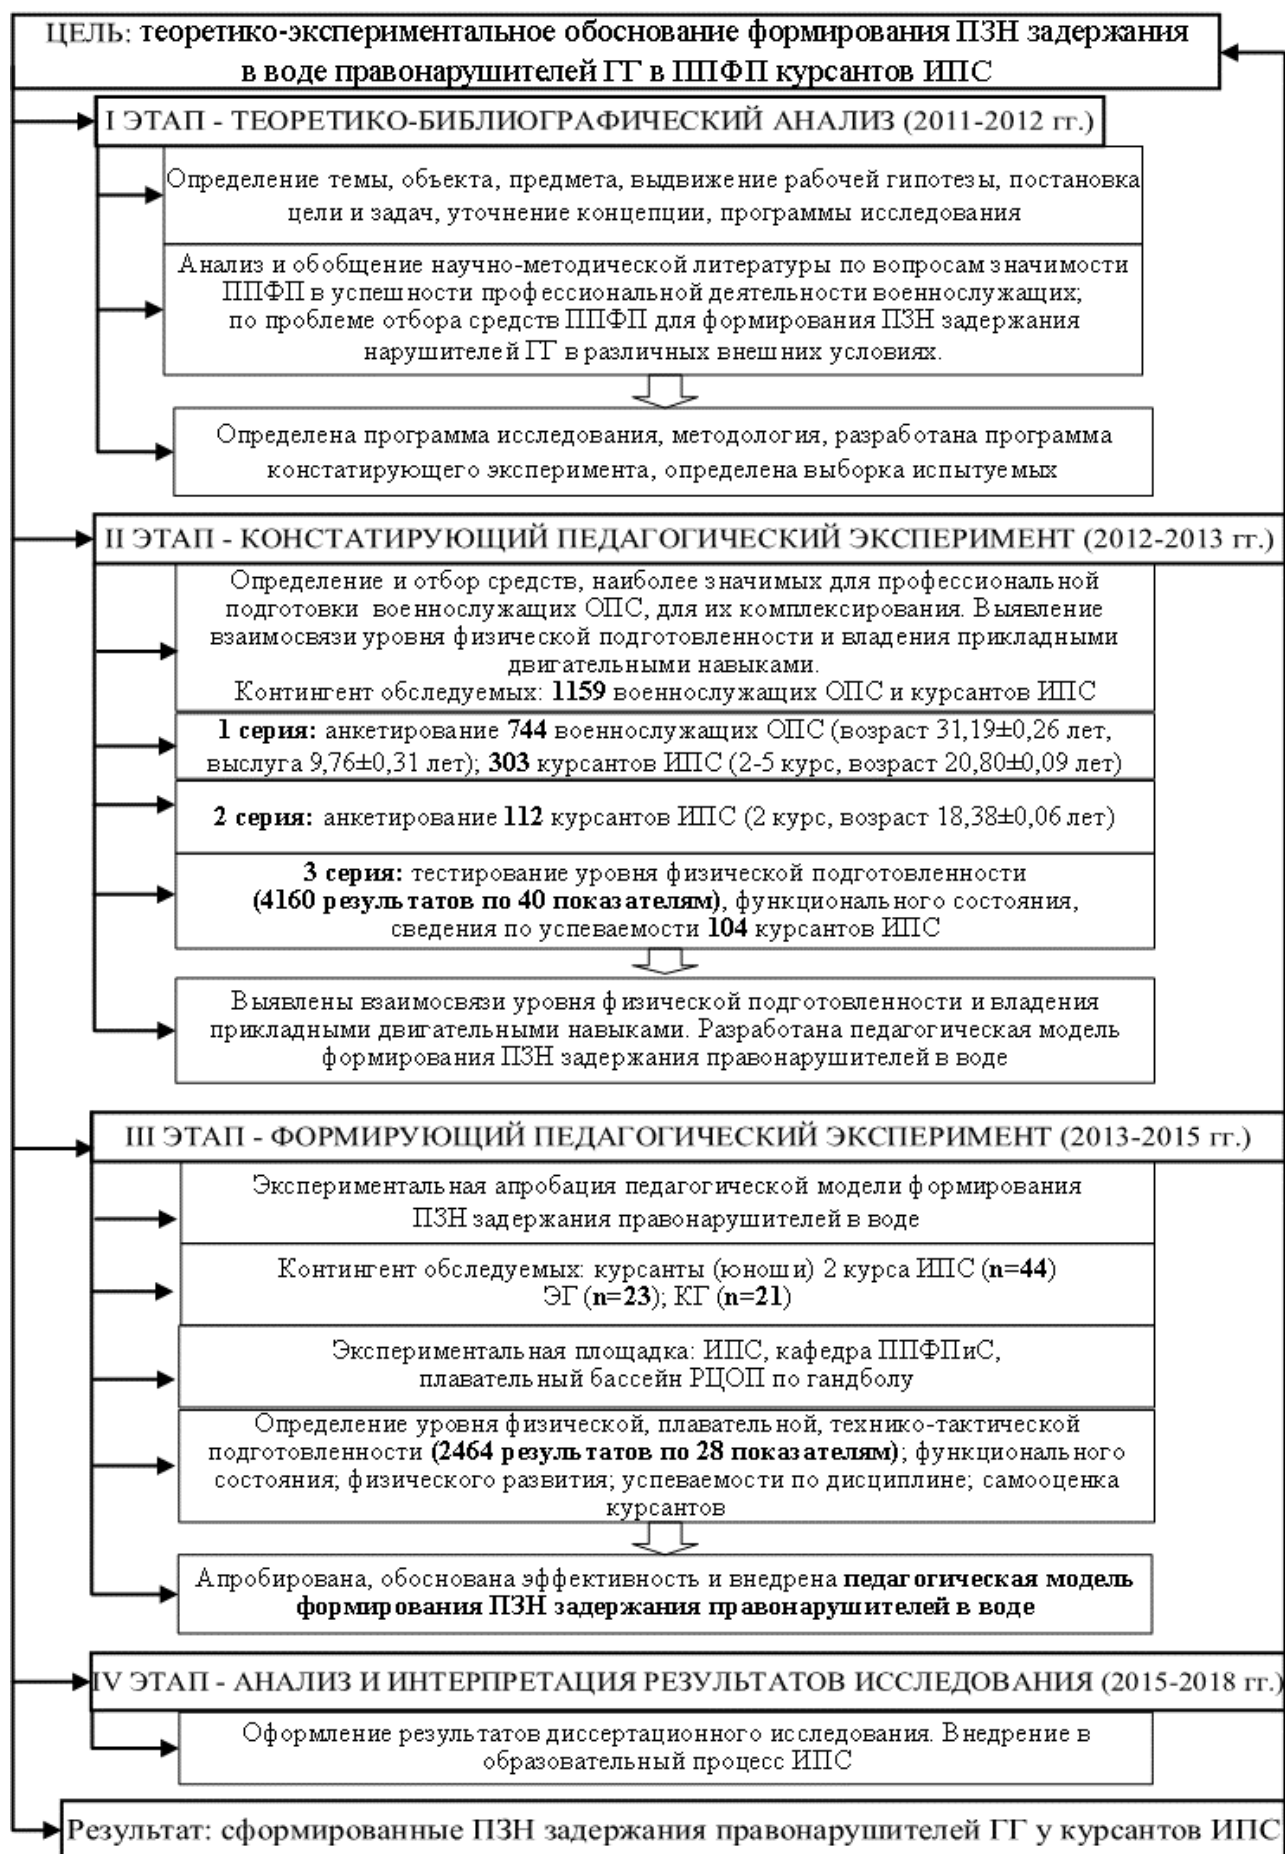 ЦЕЛЬ: теоретико-экспериментальное обоснование формирования ПЗН задержания
в воде правонарушителей ГГ в ППФП курсантов ИПС
I ЭТАП - ТЕОРЕТИКО-БИБЛИОГРАФИЧЕСКИЙ АНАЛИЗ (2011-2012 гг.)
Определение темы, объекта, предмета, выдвижение рабочей гипотезы, постановка
цели и задач, уточнение концепции, программы исследования
Анализ и обобщение научно-методической литературы по вопросам значимости
ППФП в успешности профессиональной деятельности военнослужащих;
по проблеме отбора средств ППФП для формирования ПЗН задержания
нарушителей ГГ в различных внешних условиях.
Определена программа исследования, методология, разработана программа
констатирующего эксперимента, определена выборка испытуемых
II ЭТАП - КОНСТАТИРУЮЩИЙ ПЕДАГОГИЧЕСКИЙ ЭКСПЕРИМЕНТ (2012-2013 гг.)
Определение и отбор средств, наиболее значимых для профессиональной
подготовки военнослужащих ОПС, для их комплексирования. Выявление
взаимосвязи уровня физической подготовленности и владения прикладными
двигательными навыками.
Контингент обследуемых: 1159 военнослужащих ОПС и курсантов ИПС
1 серия: анкетирование 744 военнослужащих ОПС (возраст 31,19±0,26 лет,
выслуга 9,76±0,31 лет); 303 курсантов ИПС (2-5 курс, возраст 20,80±0,09 лет)
2 серия: анкетирование 112 курсантов ИПС (2 курс, возраст 18,38±0,06 лет)
3 серия: тестирование уровня физической подготовленности
(4160 результатов по 40 показателям), функционального состояния,
сведения по успеваемости 104 курсантов ИПС
Выявлены взаимосвязи уровня физической подготовленности и владения
прикладными двигательными навыками. Разработана педагогическая модель
формирования ПЗН задержания правонарушителей в воде
III ЭТАП - ФОРМИРУЮЩИЙ ПЕДАГОГИЧЕСКИЙ ЭКСПЕРИМЕНТ (2013-2015 гг.)
Экспериментальная апробация педагогической модели формирования
ПЗН задержания правонарушителей в воде
Контингент обследуемых: курсанты (юноши) 2 курса ИПС (n=44)
ЭГ (n=23); КГ (n=21)
Экспериментальная площадка: ИПС, кафедра ППФПиС,
плавательный бассейн РЦОП по гандболу
Определение уровня физической, плавательной, технико-тактической
подготовленности (2464 результатов по 28 показателям); функционального
состояния; физического развития; успеваемости по дисциплине; самооценка
курсантов
Апробирована, обоснована эффективность и внедрена педагогическая модель
формирования ПЗН задержания правонарушителей в воде
IV ЭТАП - АНАЛИЗ И ИНТЕРПРЕТАЦИЯ РЕЗУЛЬТАТОВ ИССЛЕДОВАНИЯ (2015-2018 гг.)
Оформление результатов диссертационного исследования. Внедрение в
образовательный процесс ИПС
Результат: сформированные ПЗН задержания правонарушителей ГГ у курсантов ИПС